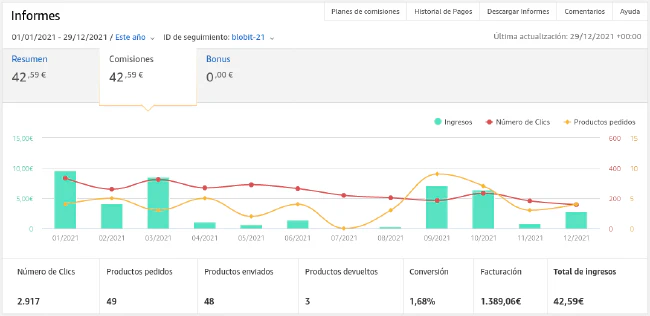 Informes
Planes de comisiones Historial de Pagos Descargar Informes Comentarios Ayuda
01/01/2021 - 29/12/2021 / Este año ID de seguimiento: blobit-21 Última actualización: 29/12/2021 +00:00
Resumen Comisiones Bonus
42,59 € 42,59 € 0,00 €
Ingresos Número de Clics Productos pedidos
15,00€ 600 15
10,00€ 400 10
5,00€ 200 5
0 0 0
01/2021 02/2021 03/2021 04/2021 05/2021 06/2021 07/2021 08/2021 09/2021 10/2021 11/2021 12/2021
Número de Clics Productos pedidos Productos enviados Productos devueltos Conversión Facturación Total de ingresos
2.917 49 48 3 1,68% 1.389,06€ 42,59€